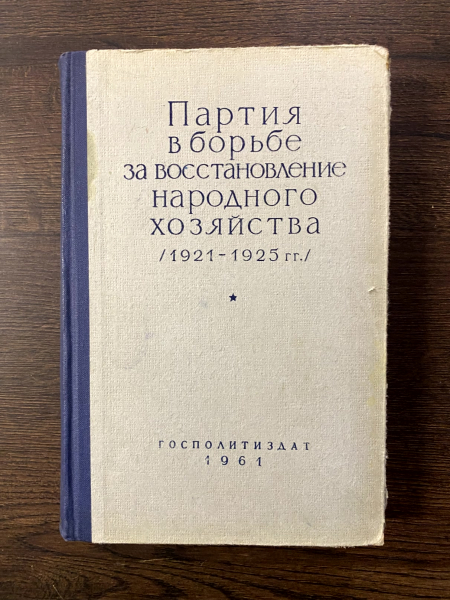 Партия
в борьбе
за восстановление
народного
хозяйства
/1921-1925 гг./
ГОСПОЛИТИЗДАТ
1961